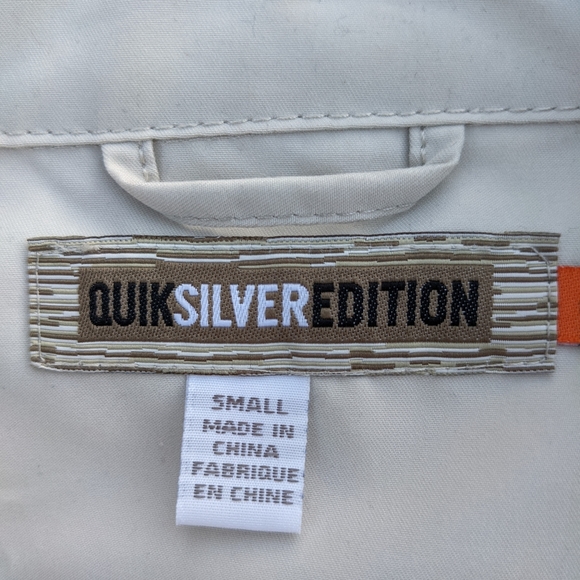 QUIKSILVEREDITION
SMALL
MADE IN
CHINA
FABRIQUE
EN CHINE